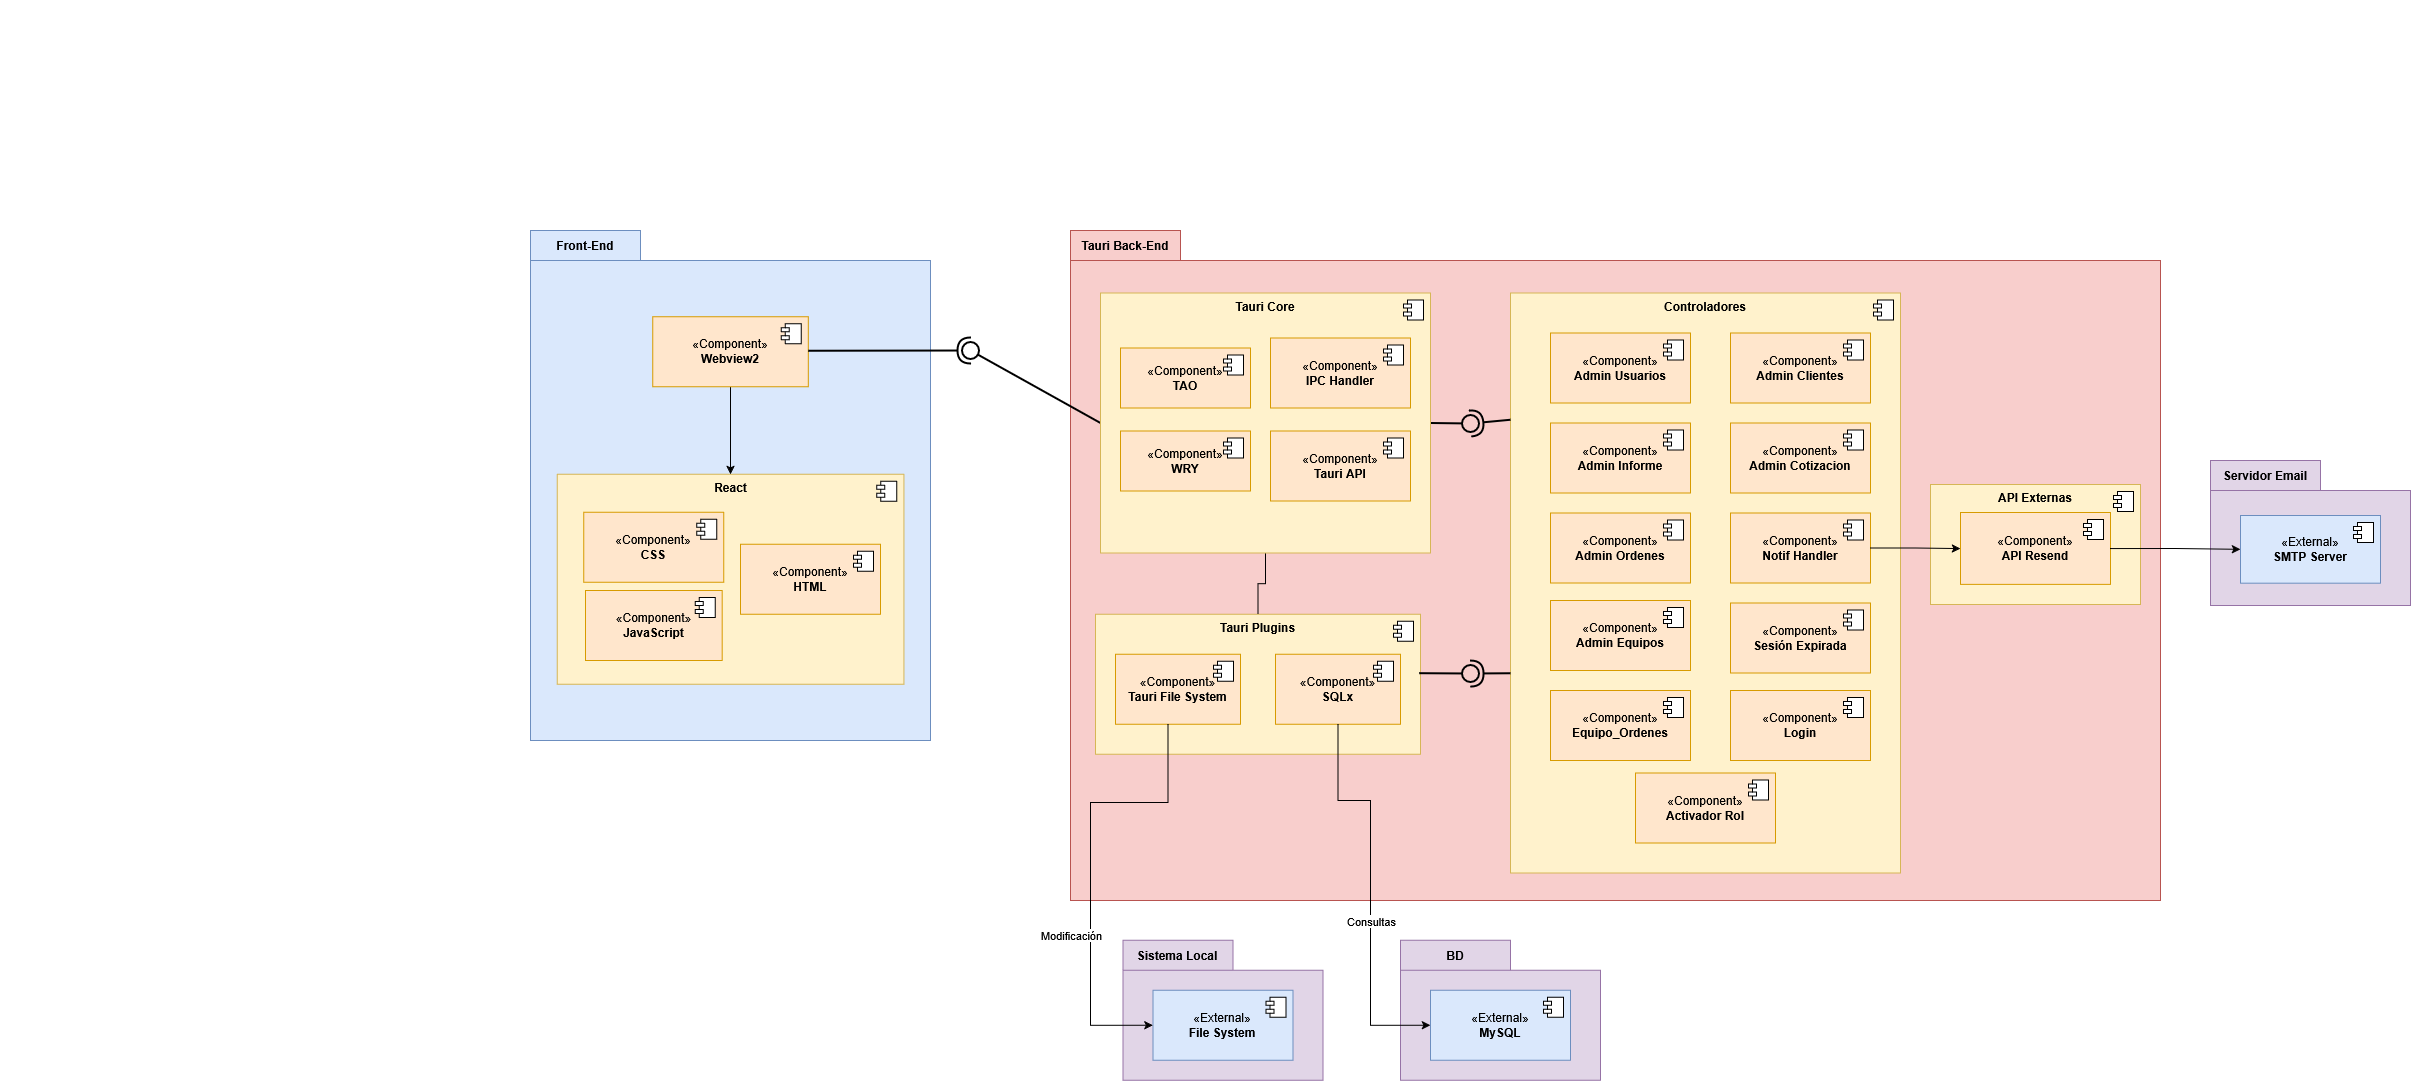 Front-End
«Component»
Webview2
React
«Component»
CSS
«Component»
HTML
«Component»
JavaScript
Tauri Back-End
Tauri Core
«Component»
TAO
«Component»
IPC Handler
«Component»
WRY
«Component»
Tauri API
Tauri Plugins
«Component»
Tauri File System
«Component»
SQLx
Controladores
«Component»
Admin Usuarios
«Component»
Admin Clientes
«Component»
Admin Informe
«Component»
Admin Cotizacion
«Component»
Admin Ordenes
«Component»
Notif Handler
«Component»
Admin Equipos
«Component»
Sesión Expirada
«Component»
Equipo_Ordenes
«Component»
Login
«Component»
Activador Rol
API Externas
«Component»
API Resend
Servidor Email
«External»
SMTP Server
Modificación
Consultas
Sistema Local
«External»
File System
BD
«External»
MySQL